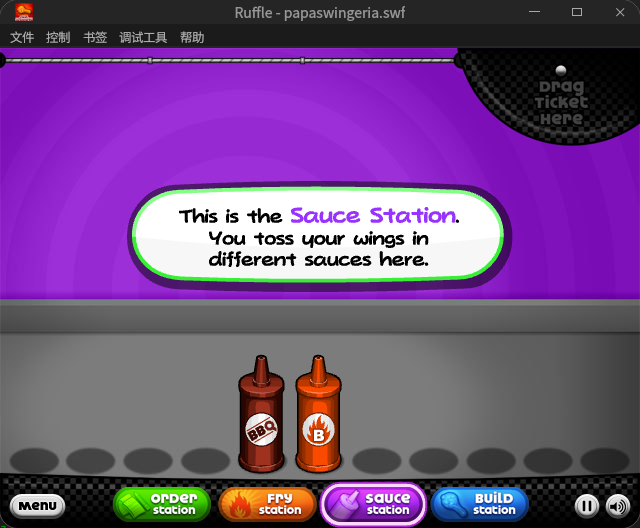 Ruffle - papaswingeria.swf
文件 控制 书签 调试工具 帮助
Drag
Ticket
Here
This is the Sauce Station.
You toss your wings in
different sauces here.
BBQ
B
MENU
ORDER
station
FRY
station
SAUCE
station
BUILD
station